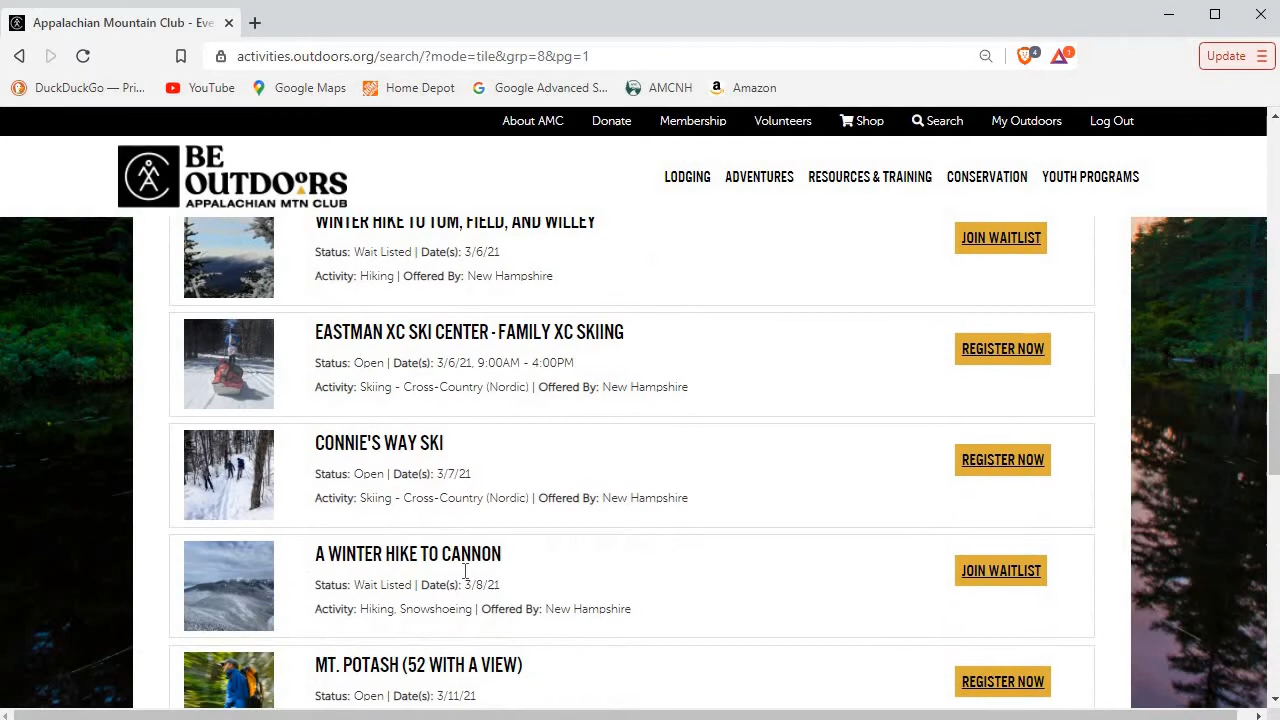 Appalachian Mountain Club - Eve
activities.outdoors.org/search/?mode=tile&grp=8&seg=1
4
1
Update
DuckDuckGo — Pri...
YouTube
Google Maps
Home Depot
Google Advanced S...
AMCNH
Amazon
About AMC
Donate
Membership
Volunteers
Shop
Search
My Outdoors
Log Out
BE OUTDOORS
APPALACHIAN MTN CLUB
LODGING
ADVENTURES
RESOURCES & TRAINING
CONSERVATION
YOUTH PROGRAMS
WINTER HIKE TO TOM, FIELD, AND WILLEY
Status: Wait Listed | Date(s): 3/6/21
Activity: Hiking | Offered By: New Hampshire
JOIN WAITLIST
EASTMAN XC SKI CENTER - FAMILY XC SKIING
Status: Open | Date(s): 3/6/21, 9:00AM - 4:00PM
Activity: Skiing - Cross-Country (Nordic) | Offered By: New Hampshire
REGISTER NOW
CONNIE'S WAY SKI
Status: Open | Date(s): 3/7/21
Activity: Skiing - Cross-Country (Nordic) | Offered By: New Hampshire
REGISTER NOW
A WINTER HIKE TO CANNON
Status: Wait Listed | Date(s): 3/8/21
Activity: Hiking, Snowshoeing | Offered By: New Hampshire
JOIN WAITLIST
MT. POTASH (52 WITH A VIEW)
Status: Open | Date(s): 3/11/21
REGISTER NOW